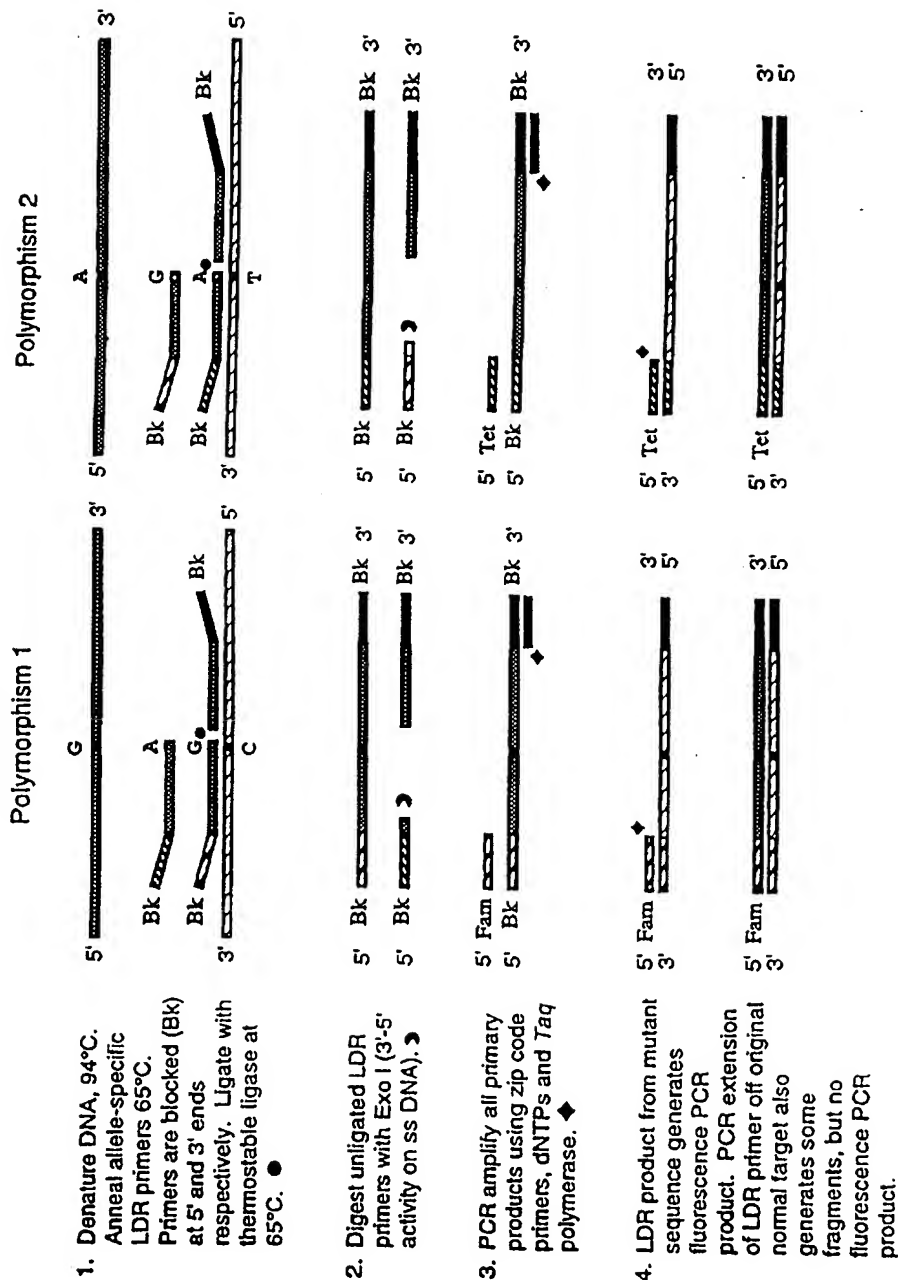 Polymorphism 1
Polymorphism 2
1. Denature DNA, 94°C.
Anneal allele-specific
LDR primers 65°C.
Primers are blocked (Bk)
at 5' and 3' ends
respectively. Ligate with
thermostable ligase at
65°C. ●
5' G 3'
Bk A
Bk G Bk
3' C 5'
5' A 3'
Bk G
Bk A Bk
3' T 5'
2. Digest unligated LDR
primers with Exo I (3'-5'
activity on ss DNA).
5' Bk Bk 3'
5' Bk Bk 3'
5' Bk Bk 3'
5' Bk Bk 3'
3. PCR amplify all primary
products using zip code
primers, dNTPs and Taq
polymerase. ◆
5' Fam
5' Bk Bk 3'
5' Tet
5' Bk Bk 3'
4. LDR product from mutant
sequence generates
fluorescence PCR
product. PCR extension
of LDR primer off original
normal target also
generates some
fragments, but no
fluorescence PCR
product.
5' Fam 3'
3' 5'
5' Fam 3'
3' 5'
5' Tet 3'
3' 5'
5' Tet 3'
3' 5'